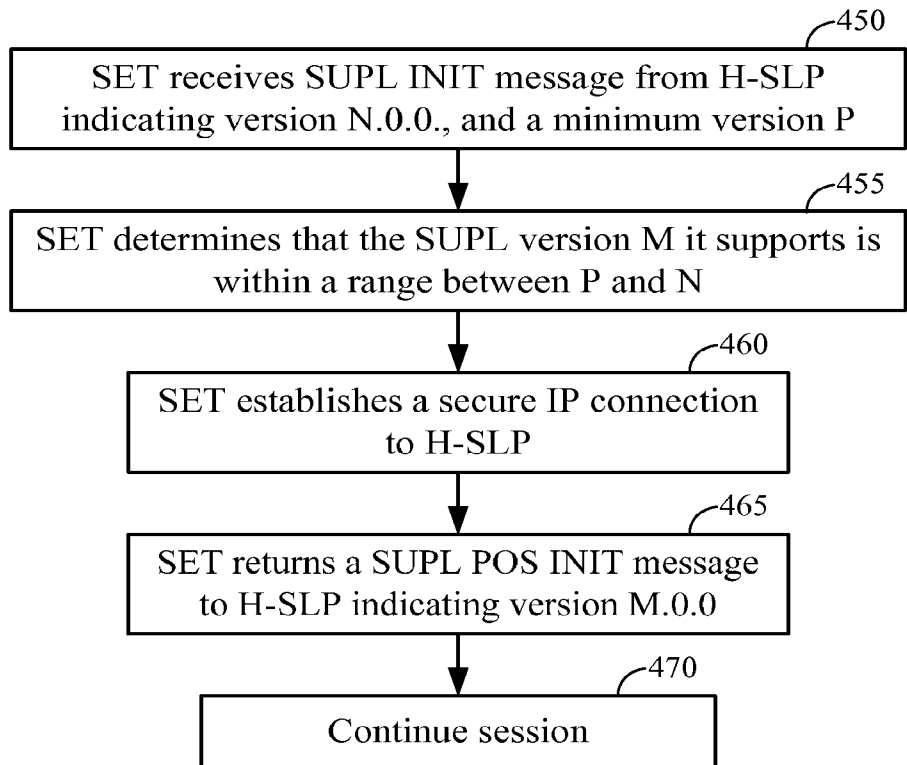 450
SET receives SUPL INIT message from H-SLP
indicating version N.0.0., and a minimum version P
455
SET determines that the SUPL version M it supports is
within a range between P and N
460
SET establishes a secure IP connection
to H-SLP
465
SET returns a SUPL POS INIT message
to H-SLP indicating version M.0.0
470
Continue session